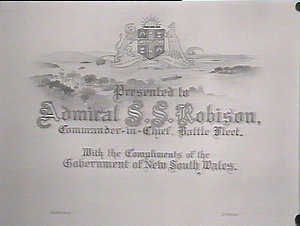 Presented to
Admiral S. S. Robison,
Commander-in-Chief, Battle Fleet.
With the Compliments of the
Government of New South Wales.